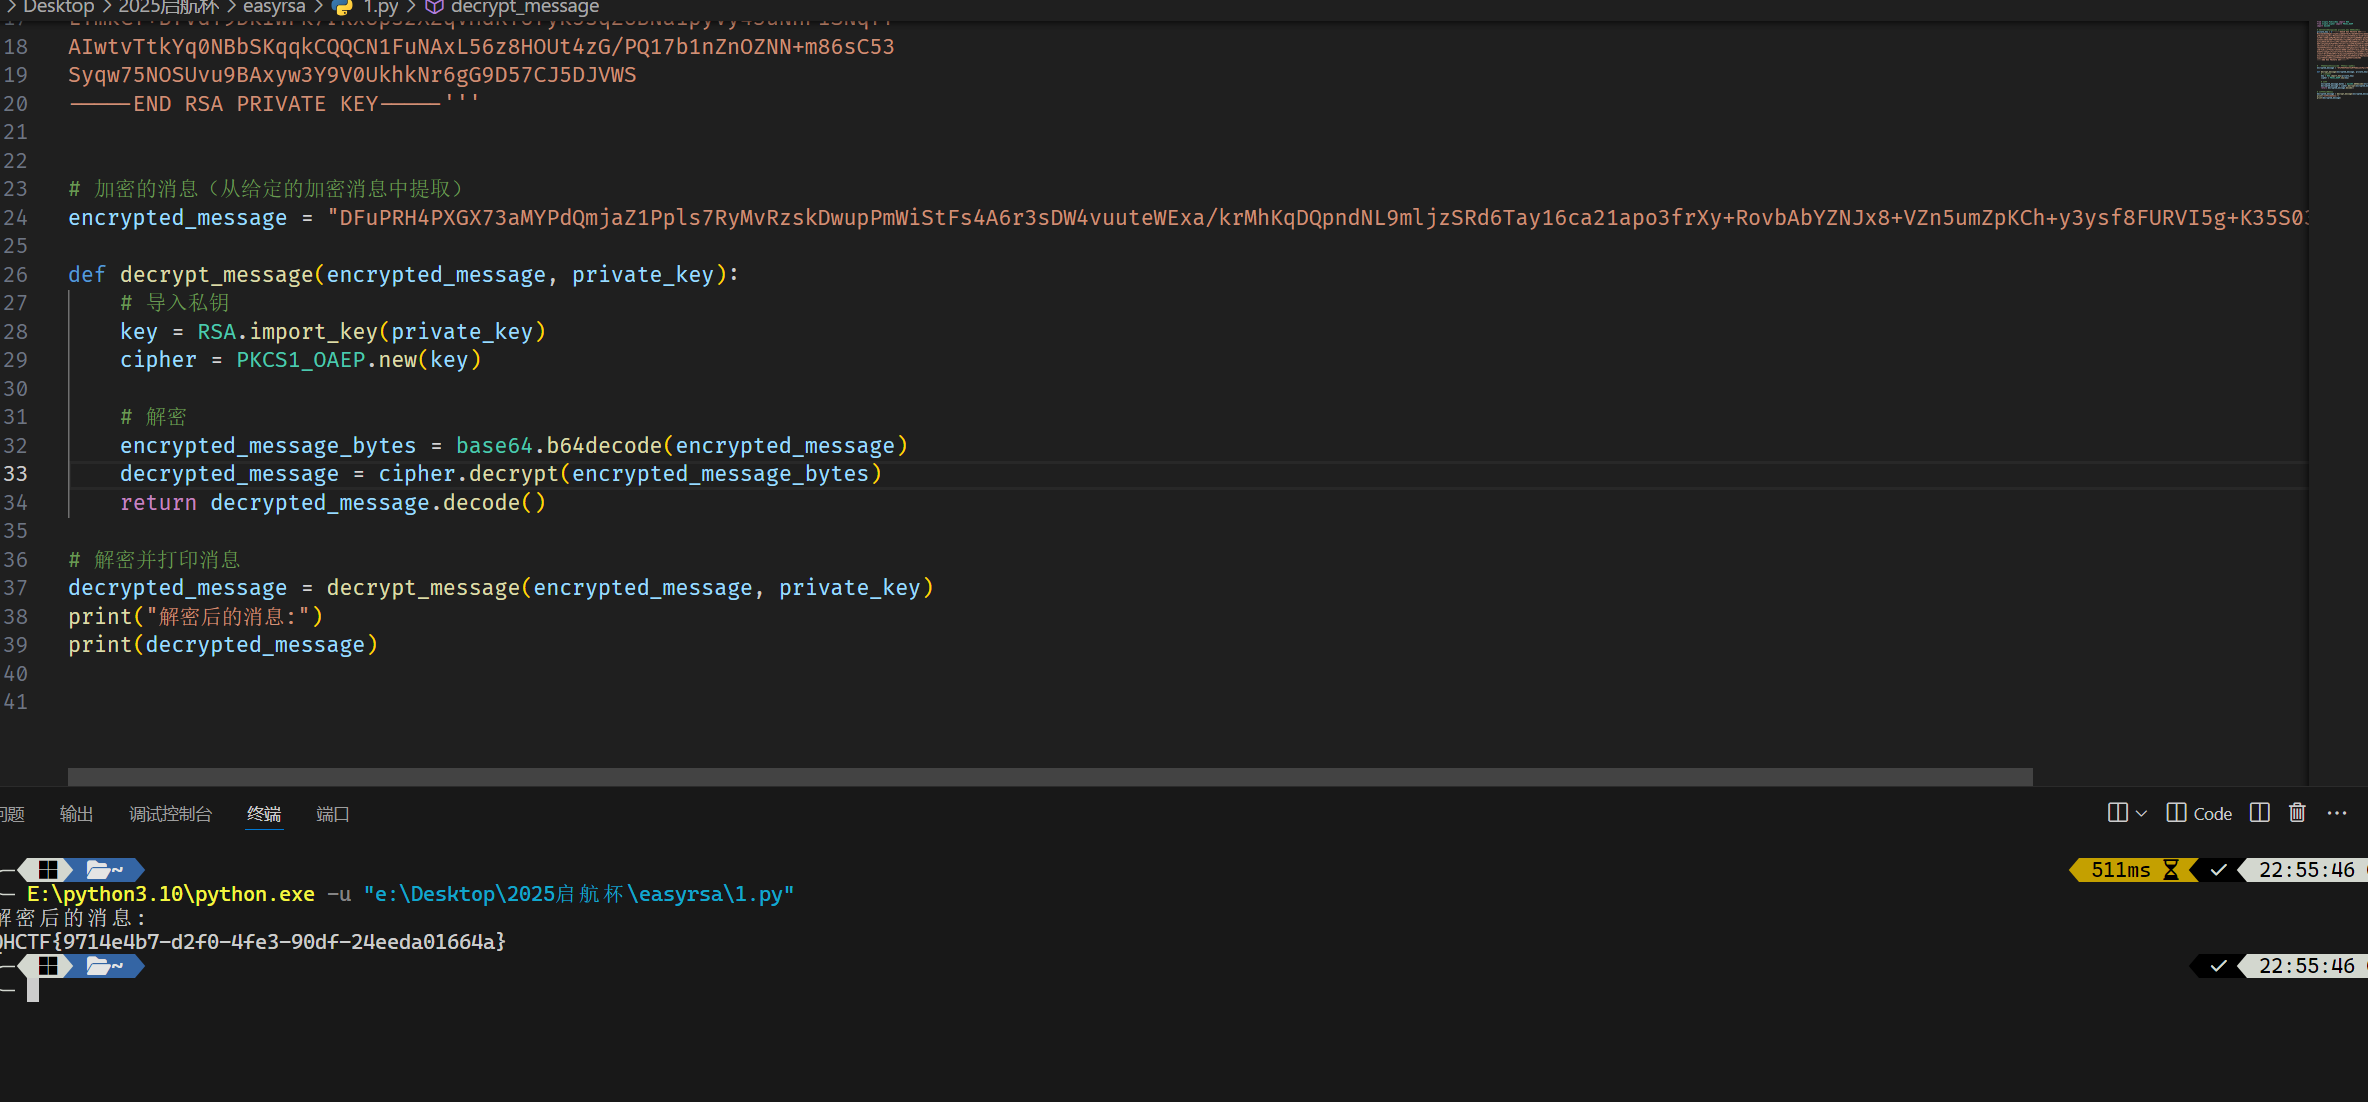 Desktop > 2025启航杯 > easyrsa > 1.py > decrypt_message
18 AIwtvTtkYq0NBbSKqqkCQQCN1FuNAxL56z8HOUt4zG/PQ17b1nZnOZNN+m86sC53
19 Syqw75NOSUvu9BAxyw3Y9V0UkhkNr6gG9D57CJ5DJVWS
20 -----END RSA PRIVATE KEY-----'''
21
22
23 # 加密的消息（从给定的加密消息中提取）
24 encrypted_message = "DFuPRH4PXGX73aMYPdQmjaZ1Ppls7RyMvRzskDwupPmWiStFs4A6r3sDW4vuuteWExa/krMhKqDQpndNL9mljzSRd6Tay16ca21apo3frXy+RovbAbYZNJx8+VZn5umZpKCh+y3ysf8FURVI5g+K35S0
25
26 def decrypt_message(encrypted_message, private_key):
27 # 导入私钥
28 key = RSA.import_key(private_key)
29 cipher = PKCS1_OAEP.new(key)
30
31 # 解密
32 encrypted_message_bytes = base64.b64decode(encrypted_message)
33 decrypted_message = cipher.decrypt(encrypted_message_bytes)
34 return decrypted_message.decode()
35
36 # 解密并打印消息
37 decrypted_message = decrypt_message(encrypted_message, private_key)
38 print("解密后的消息:")
39 print(decrypted_message)
40
41
问题 输出 调试控制台 终端 端口 Code
~ 511ms 22:55:46
E:\python3.10\python.exe -u "e:\Desktop\2025启航杯\easyrsa\1.py"
解密后的消息:
QHCTF{9714e4b7-d2f0-4fe3-90df-24eeda01664a}
~ 22:55:46